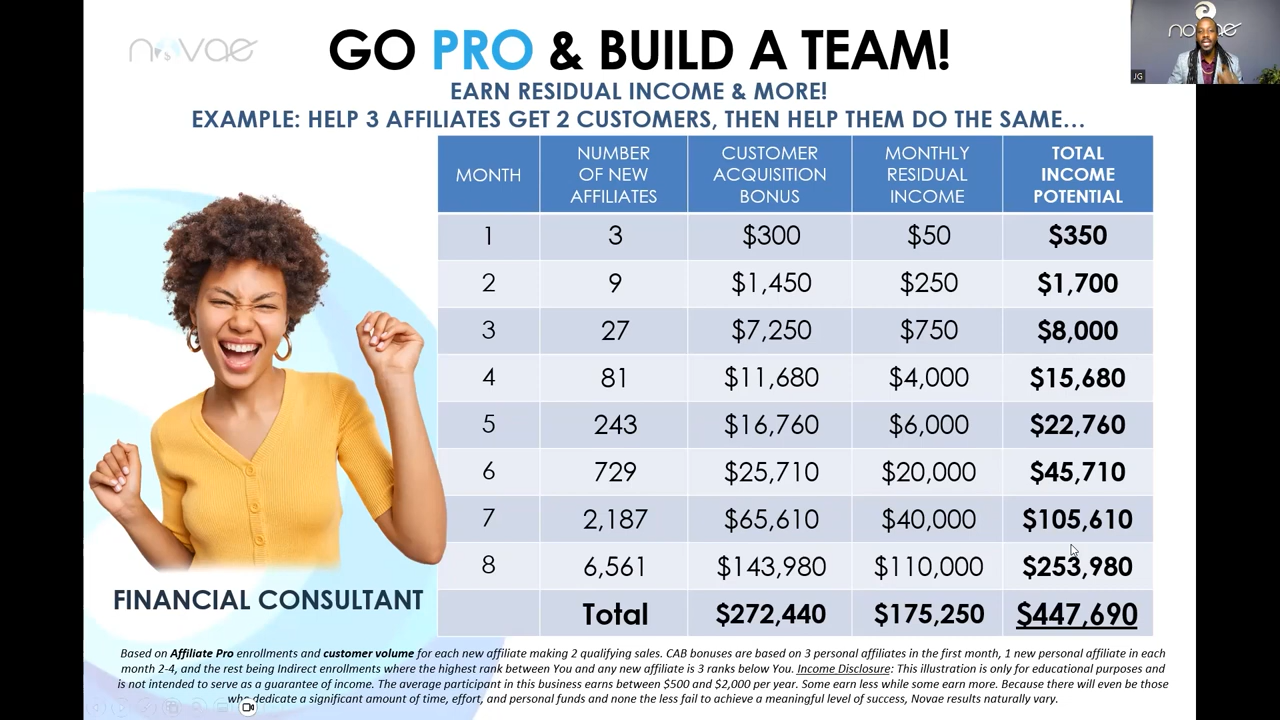 novae
GO PRO & BUILD A TEAM!
novae
JG
EARN RESIDUAL INCOME & MORE!
EXAMPLE: HELP 3 AFFILIATES GET 2 CUSTOMERS, THEN HELP THEM DO THE SAME...
MONTH
NUMBER
OF NEW
AFFILIATES
CUSTOMER
ACQUISITION
BONUS
MONTHLY
RESIDUAL
INCOME
TOTAL
INCOME
POTENTIAL
1 3 $300 $50 $350
2 9 $1,450 $250 $1,700
3 27 $7,250 $750 $8,000
4 81 $11,680 $4,000 $15,680
5 243 $16,760 $6,000 $22,760
6 729 $25,710 $20,000 $45,710
7 2,187 $65,610 $40,000 $105,610
8 6,561 $143,980 $110,000 $253,980
Total $272,440 $175,250 $447,690
FINANCIAL CONSULTANT
Based on Affiliate Pro enrollments and customer volume for each new affiliate making 2 qualifying sales. CAB bonuses are based on 3 personal affiliates in the first month, 1 new personal affiliate in each
month 2-4, and the rest being Indirect enrollments where the highest rank between You and any new affiliate is 3 ranks below You. Income Disclosure: This illustration is only for educational purposes and
is not intended to serve as a guarantee of income. The average participant in this business earns between $500 and $2,000 per year. Some earn less while some earn more. Because there will even be those
who dedicate a significant amount of time, effort, and personal funds and none the less fail to achieve a meaningful level of success, Novae results naturally vary.